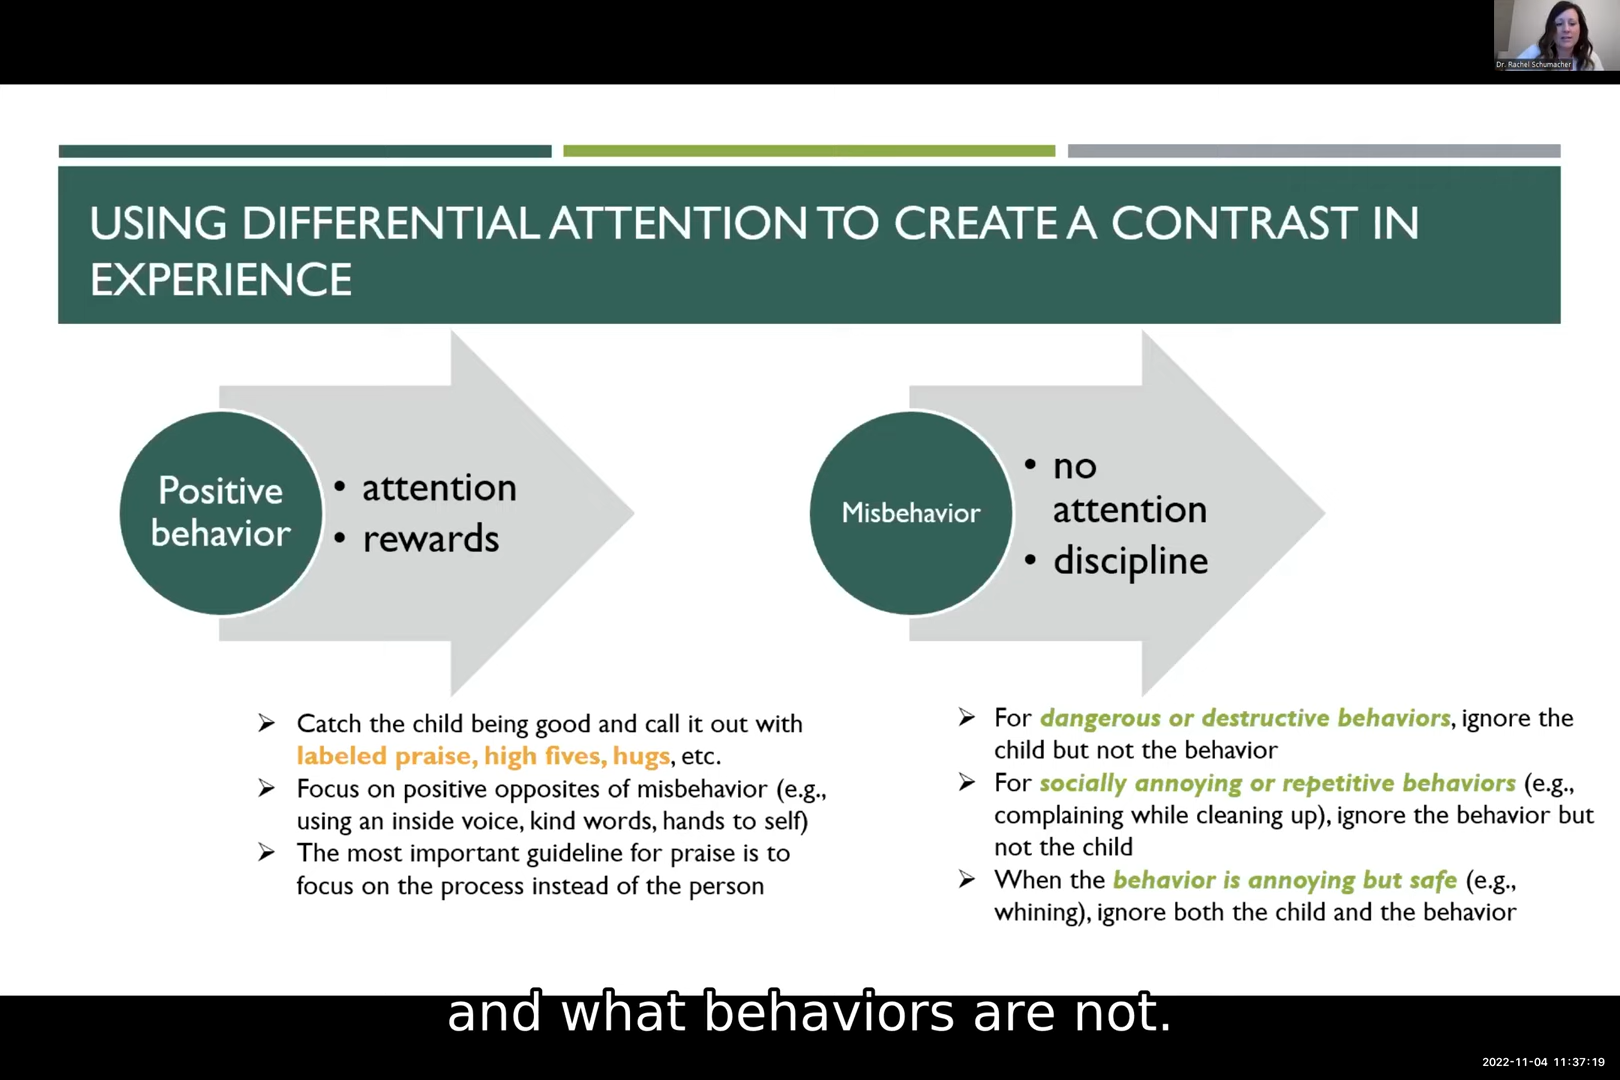 Dr. Rachel Schumacher
USING DIFFERENTIAL ATTENTION TO CREATE A CONTRAST IN
EXPERIENCE
Positive
behavior
• attention
• rewards
Misbehavior
• no
attention
• discipline
➢ Catch the child being good and call it out with
labeled praise, high fives, hugs, etc.
➢ Focus on positive opposites of misbehavior (e.g.,
using an inside voice, kind words, hands to self)
➢ The most important guideline for praise is to
focus on the process instead of the person
➢ For dangerous or destructive behaviors, ignore the
child but not the behavior
➢ For socially annoying or repetitive behaviors (e.g.,
complaining while cleaning up), ignore the behavior but
not the child
➢ When the behavior is annoying but safe (e.g.,
whining), ignore both the child and the behavior
and what behaviors are not.
2022-11-04 11:37:19